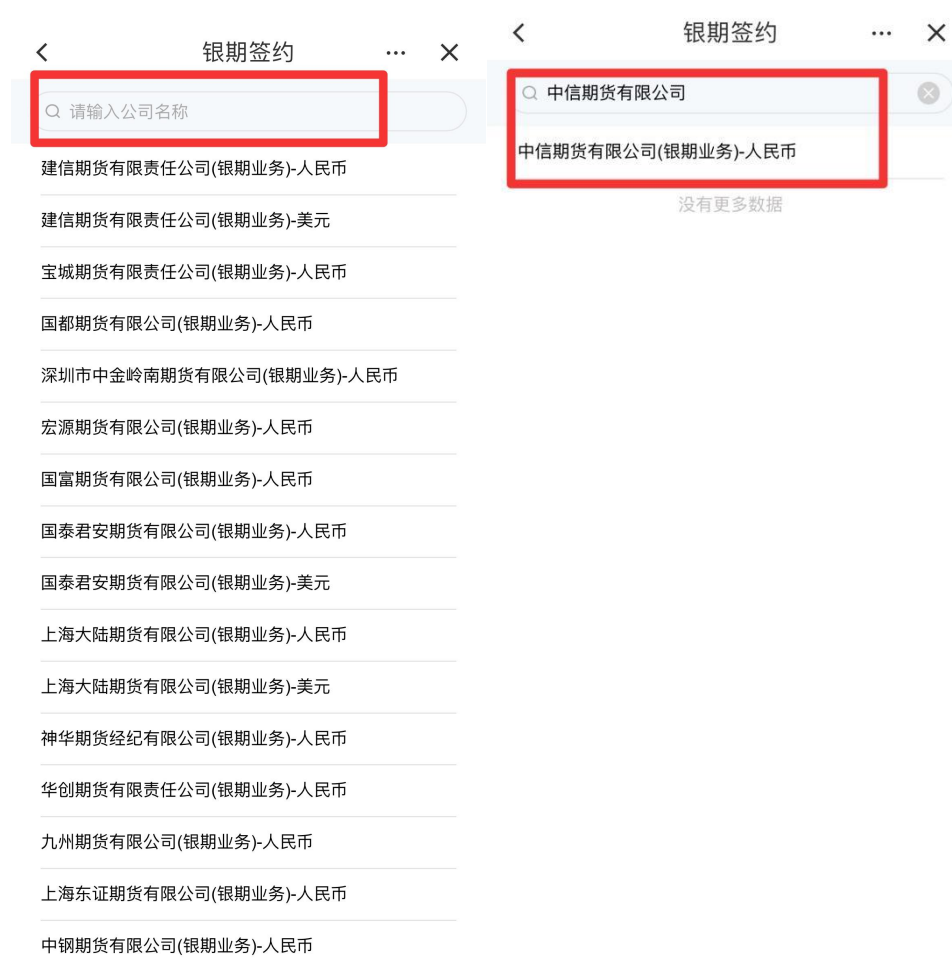 银期签约
请输入公司名称
建信期货有限责任公司(银期业务)-人民币
建信期货有限责任公司(银期业务)-美元
宝城期货有限责任公司(银期业务)-人民币
国都期货有限公司(银期业务)-人民币
深圳市中金岭南期货有限公司(银期业务)-人民币
宏源期货有限公司(银期业务)-人民币
国富期货有限公司(银期业务)-人民币
国泰君安期货有限公司(银期业务)-人民币
国泰君安期货有限公司(银期业务)-美元
上海大陆期货有限公司(银期业务)-人民币
上海大陆期货有限公司(银期业务)-美元
神华期货经纪有限公司(银期业务)-人民币
华创期货有限责任公司(银期业务)-人民币
九州期货有限公司(银期业务)-人民币
上海东证期货有限公司(银期业务)-人民币
中钢期货有限公司(银期业务)-人民币
银期签约
中信期货有限公司
中信期货有限公司(银期业务)-人民币
没有更多数据